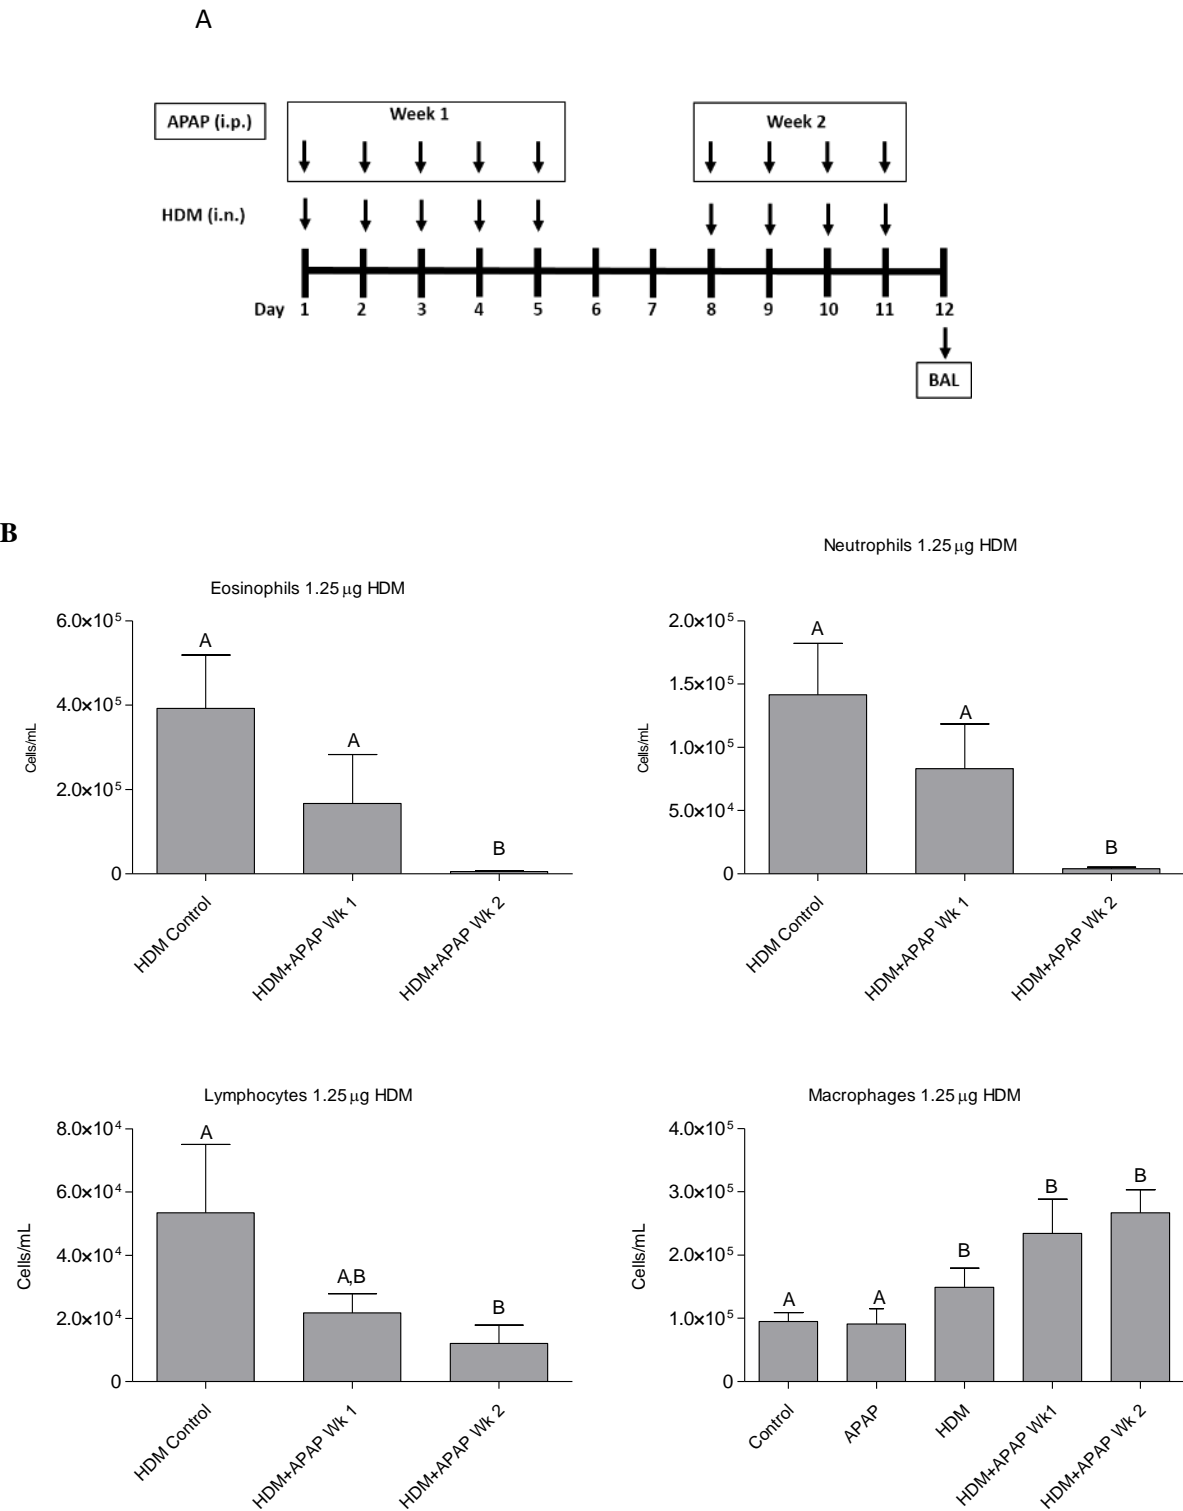 A
APAP (i.p.)
Week 1
Week 2
HDM (i.n.)
Day 1 2 3 4 5 6 7 8 9 10 11 12
BAL
B
Eosinophils 1.25 μg HDM
6.0×10⁵
4.0×10⁵
2.0×10⁵
0
Cells/mL
A
A
B
HDM Control
HDM+APAP Wk 1
HDM+APAP Wk 2
Neutrophils 1.25 μg HDM
2.0×10⁵
1.5×10⁵
1.0×10⁵
5.0×10⁴
0
Cells/mL
A
A
B
HDM Control
HDM+APAP Wk 1
HDM+APAP Wk 2
Lymphocytes 1.25 μg HDM
8.0×10⁴
6.0×10⁴
4.0×10⁴
2.0×10⁴
0
Cells/mL
A
A,B
B
HDM Control
HDM+APAP Wk 1
HDM+APAP Wk 2
Macrophages 1.25 μg HDM
4.0×10⁵
3.0×10⁵
2.0×10⁵
1.0×10⁵
0
Cells/mL
A
A
B
B
B
Control
APAP
HDM
HDM+APAP Wk1
HDM+APAP Wk 2